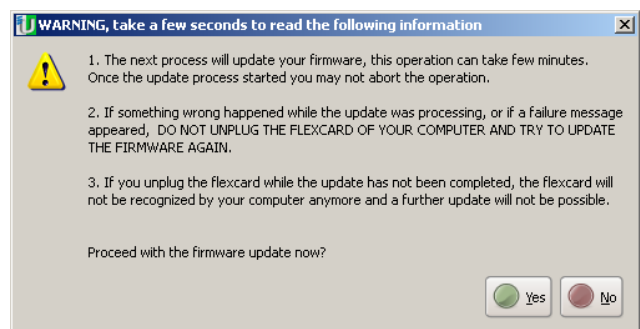 WARNING, take a few seconds to read the following information
1. The next process will update your firmware, this operation can take few minutes.
Once the update process started you may not abort the operation.
2. If something wrong happened while the update was processing, or if a failure message
appeared, DO NOT UNPLUG THE FLEXCARD OF YOUR COMPUTER AND TRY TO UPDATE
THE FIRMWARE AGAIN.
3. If you unplug the flexcard while the update has not been completed, the flexcard will
not be recognized by your computer anymore and a further update will not be possible.
Proceed with the firmware update now?
Yes No